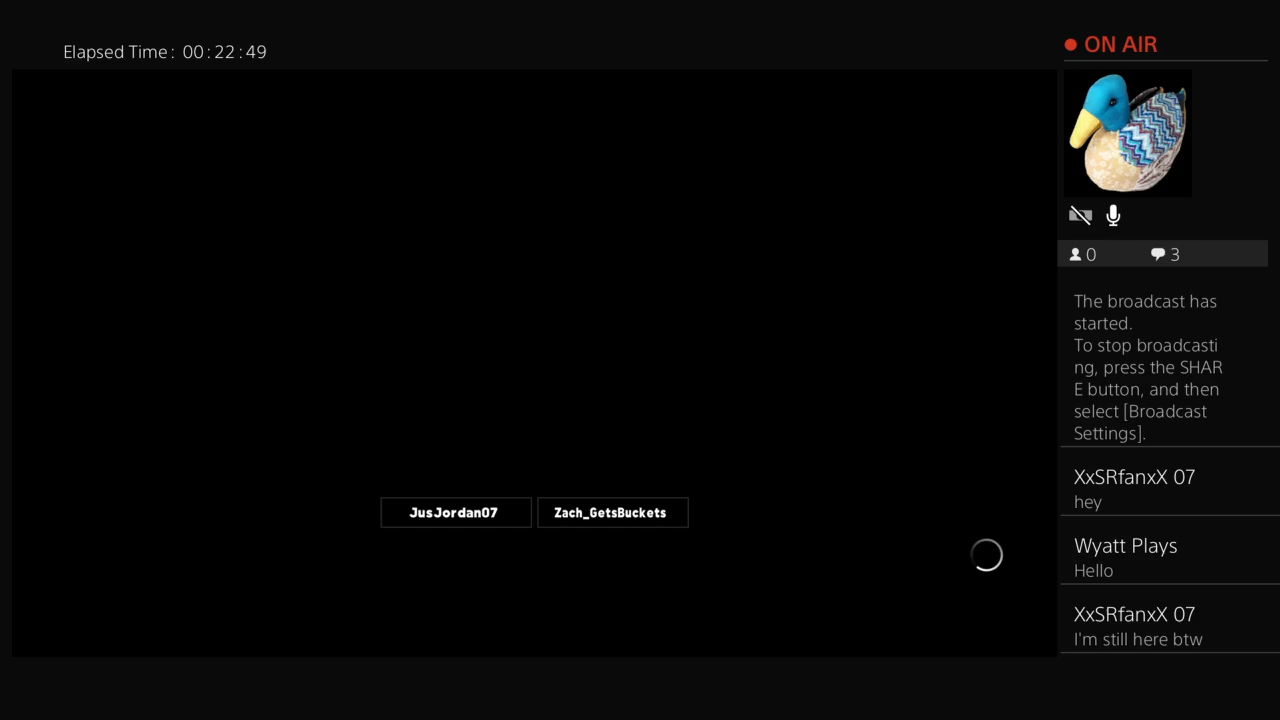 Elapsed Time: 00:22:49
ON AIR
0 3
The broadcast has
started.
To stop broadcasti
ng, press the SHAR
E button, and then
select [Broadcast
Settings].
XxSRfanxX 07
hey
Wyatt Plays
Hello
XxSRfanxX 07
I'm still here btw
JusJordan07 Zach_GetsBuckets